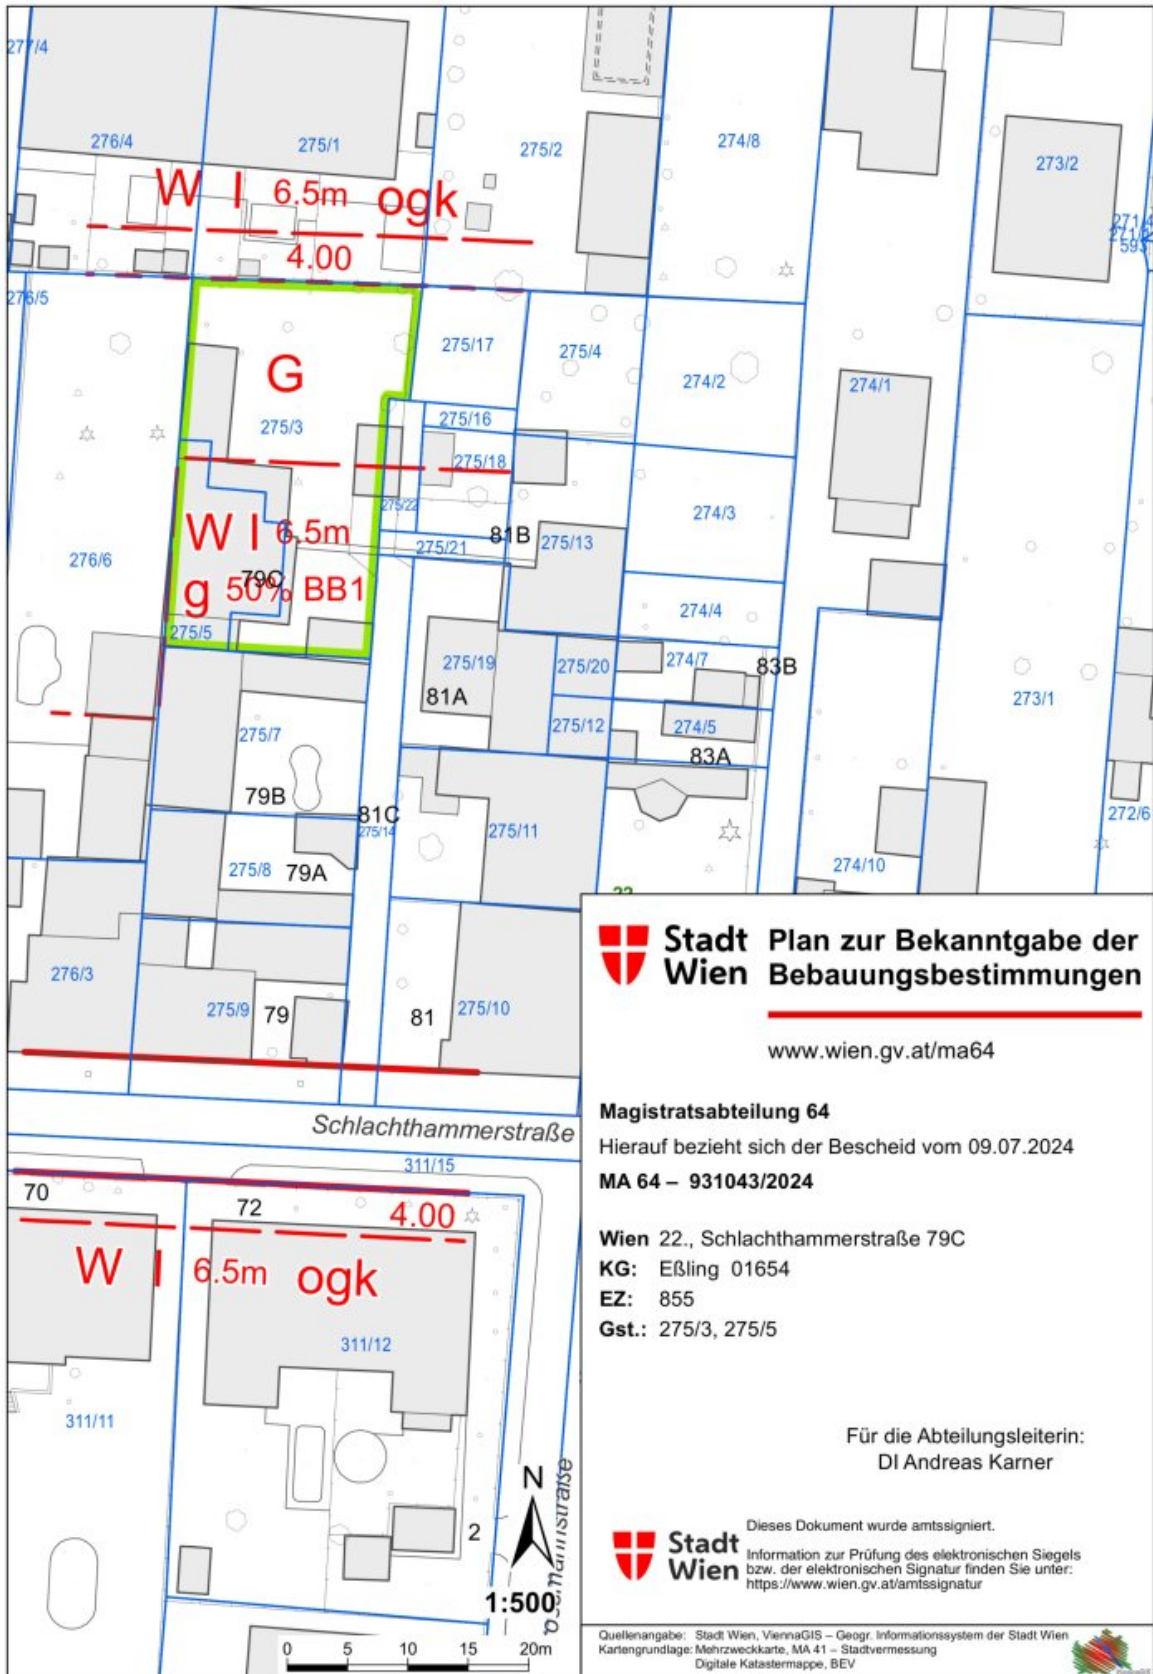 277/4
276/4
275/1
275/2
274/8
273/2
W I 6.5m ogk
4.00
276/5
275/17
275/4
274/2
274/1
G
275/3
275/16
275/18
275/22
274/3
W I 6.5m
81B
275/13
275/21
276/6
g 50% BB1
79C
274/4
275/5
275/19
275/20
274/7
83B
81A
273/1
275/7
275/12
274/5
83A
79B
81C
275/14
275/11
272/6
275/8
79A
274/10
276/3
275/9
79
81
275/10
Schlachthammerstraße
311/15
70
72
4.00
W I 6.5m ogk
311/12
311/11
2
N
1:500
0 5 10 15 20m
Stadt
Wien
Plan zur Bekanntgabe der
Bebauungsbestimmungen
www.wien.gv.at/ma64
Magistratsabteilung 64
Hierauf bezieht sich der Bescheid vom 09.07.2024
MA 64 – 931043/2024
Wien 22., Schlachthammerstraße 79C
KG: Eßling 01654
EZ: 855
Gst.: 275/3, 275/5
Für die Abteilungsleiterin:
DI Andreas Karner
Stadt
Wien
Dieses Dokument wurde amtssigniert.
Information zur Prüfung des elektronischen Siegels
bzw. der elektronischen Signatur finden Sie unter:
https://www.wien.gv.at/amtssignatur
Quellenangabe: Stadt Wien, ViennaGIS – Geogr. Informationssystem der Stadt Wien
Kartengrundlage: Mehrzweckkarte, MA 41 – Stadtvermessung
Digitale Katastermappe, BEV